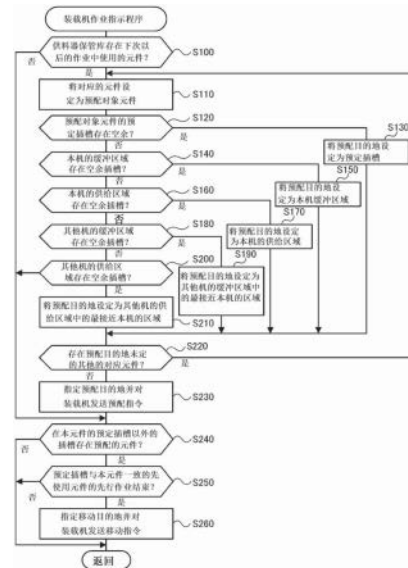 装载机作业指示程序
供料器保管库存在下次以
后的作业中使用的元件?
S100
否
是
将对应的元件设
定为预配对象元件
S110
预配对象元件的预
定插槽存在空余?
S120
是
否
将预配目的地设
定为预定插槽
S130
本机的缓冲区域
存在空余插槽?
S140
是
否
将预配目的地设
定为本机缓冲区域
S150
本机的供给区域
存在空余插槽?
S160
是
否
将预配目的地设
定为本机的供给区域
S170
其他机的缓冲区域
存在空余插槽?
S180
是
否
将预配目的地设定为
其他机的缓冲区域中
的最接近本机的区域
S190
其他机的供给区
域存在空余插槽?
S200
否
是
将预配目的地设定为其他机的供
给区域中的最接近本机的区域
S210
存在预配目的地未定
的其他的对应元件?
S220
是
否
指定预配目的地并对
装载机发送预配指令
S230
在本元件的预定插槽以外的
插槽存在预配的元件?
S240
否
是
预定插槽与本元件一致的先
使用元件的先行作业结束?
S250
否
是
指定移动目的地并对
装载机发送移动指令
S260
返回